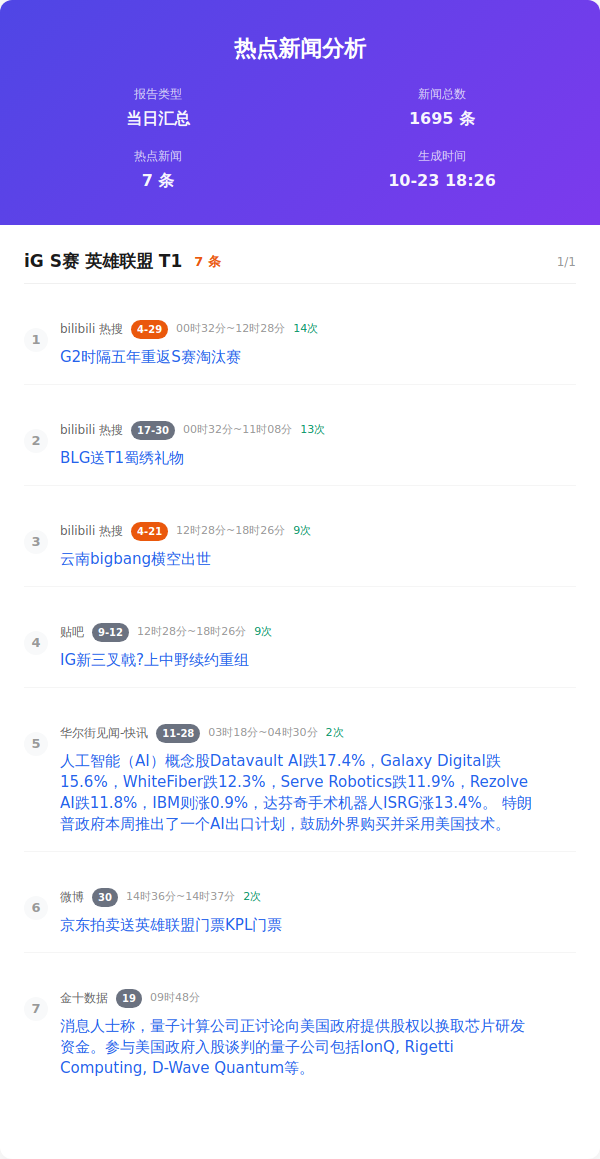 热点新闻分析
报告类型
当日汇总
新闻总数
1695 条
热点新闻
7 条
生成时间
10-23 18:26
iG S赛 英雄联盟 T1 7 条 1/1
1
bilibili 热搜 4-29 00时32分~12时28分 14次
G2时隔五年重返S赛淘汰赛
2
bilibili 热搜 17-30 00时32分~11时08分 13次
BLG送T1蜀绣礼物
3
bilibili 热搜 4-21 12时28分~18时26分 9次
云南bigbang横空出世
4
贴吧 9-12 12时28分~18时26分 9次
IG新三叉戟?上中野续约重组
5
华尔街见闻-快讯 11-28 03时18分~04时30分 2次
人工智能（AI）概念股Datavault AI跌17.4%，Galaxy Digital跌
15.6%，WhiteFiber跌12.3%，Serve Robotics跌11.9%，Rezolve
AI跌11.8%，IBM则涨0.9%，达芬奇手术机器人ISRG涨13.4%。 特朗
普政府本周推出了一个AI出口计划，鼓励外界购买并采用美国技术。
6
微博 30 14时36分~14时37分 2次
京东拍卖送英雄联盟门票KPL门票
7
金十数据 19 09时48分
消息人士称，量子计算公司正讨论向美国政府提供股权以换取芯片研发
资金。参与美国政府入股谈判的量子公司包括IonQ, Rigetti
Computing, D-Wave Quantum等。